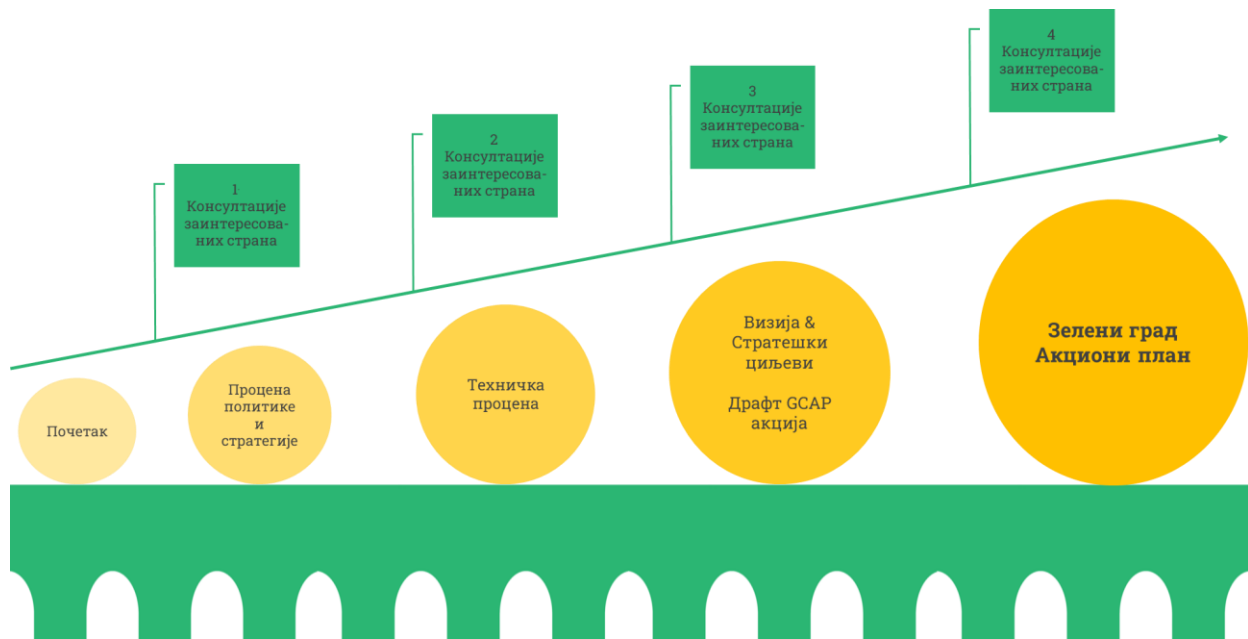 4
Консултације
заинтересова-
них страна
3
Консултације
заинтересова-
них страна
2
Консултације
заинтересова-
них страна
1
Консултације
заинтересова-
них страна
Почетак
Процена
политике
и
стратегије
Техничка
процена
Визија &
Стратешки
циљеви
Драфт GCAP
акција
Зелени град
Акциони план